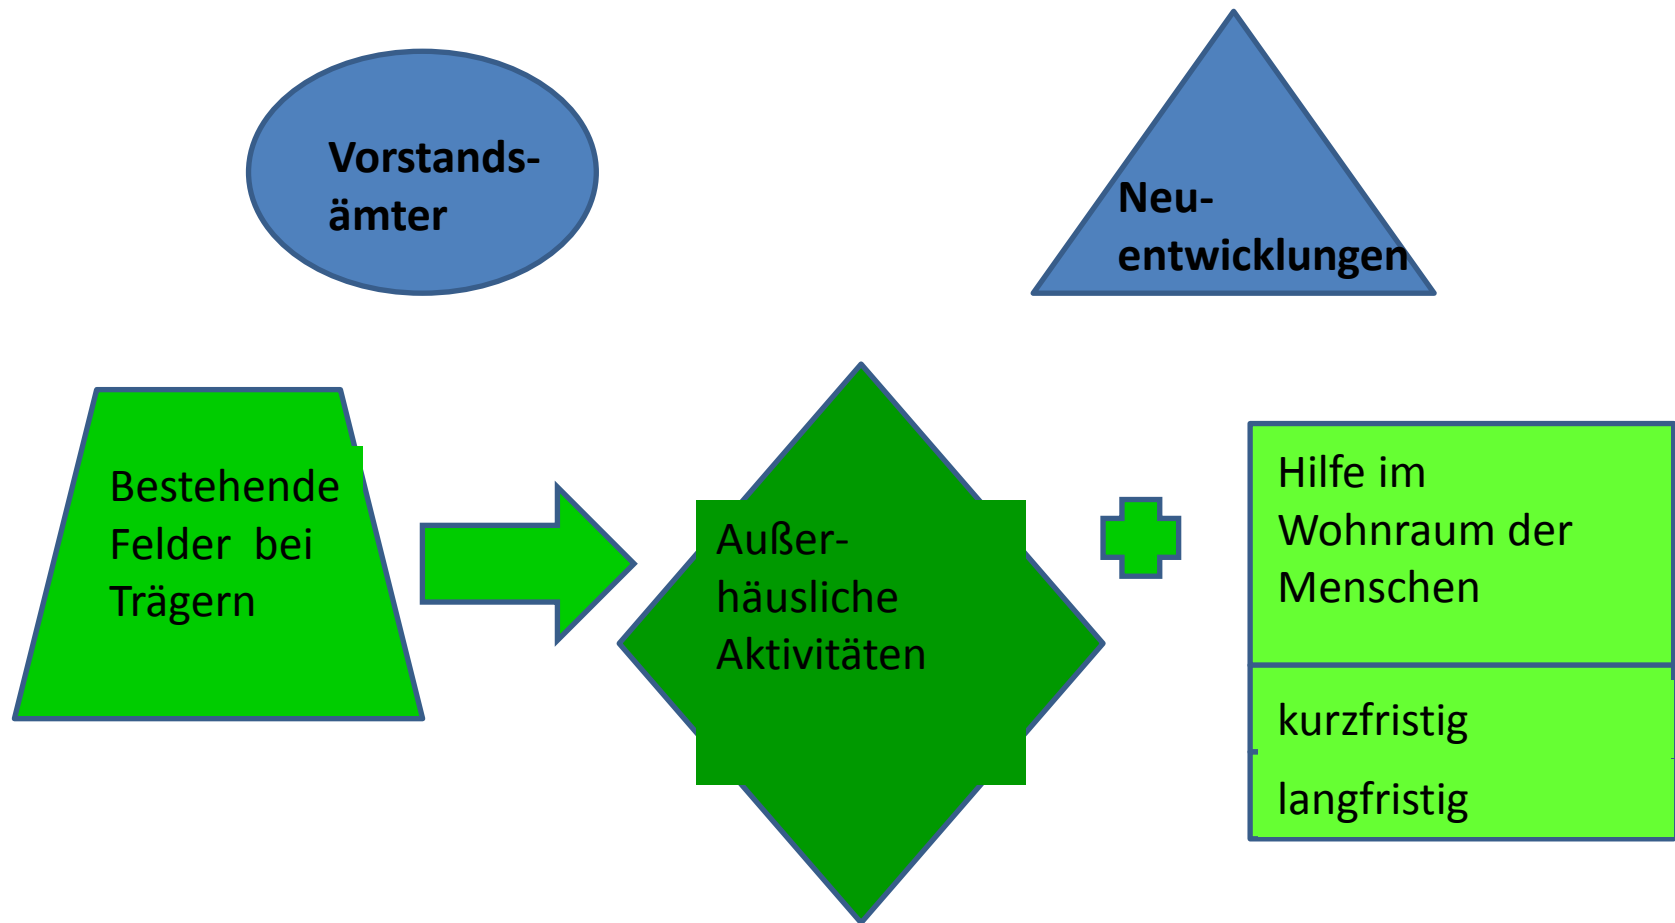 Vorstands-
ämter
Neu-
entwicklungen
Bestehende
Felder bei
Trägern
Außer-
häusliche
Aktivitäten
Hilfe im
Wohnraum der
Menschen
kurzfristig
langfristig